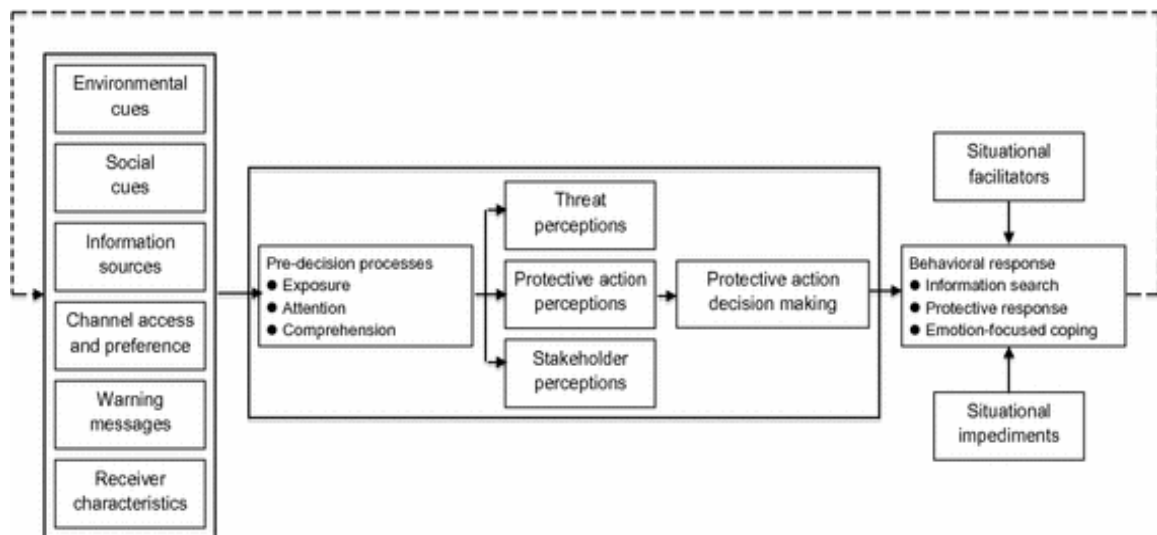 Environmental
cues
Social
cues
Information
sources
Channel access
and preference
Warning
messages
Receiver
characteristics
Pre-decision processes
● Exposure
● Attention
● Comprehension
Threat
perceptions
Protective action
perceptions
Stakeholder
perceptions
Protective action
decision making
Situational
facilitators
Behavioral response
● Information search
● Protective response
● Emotion-focused coping
Situational
impediments